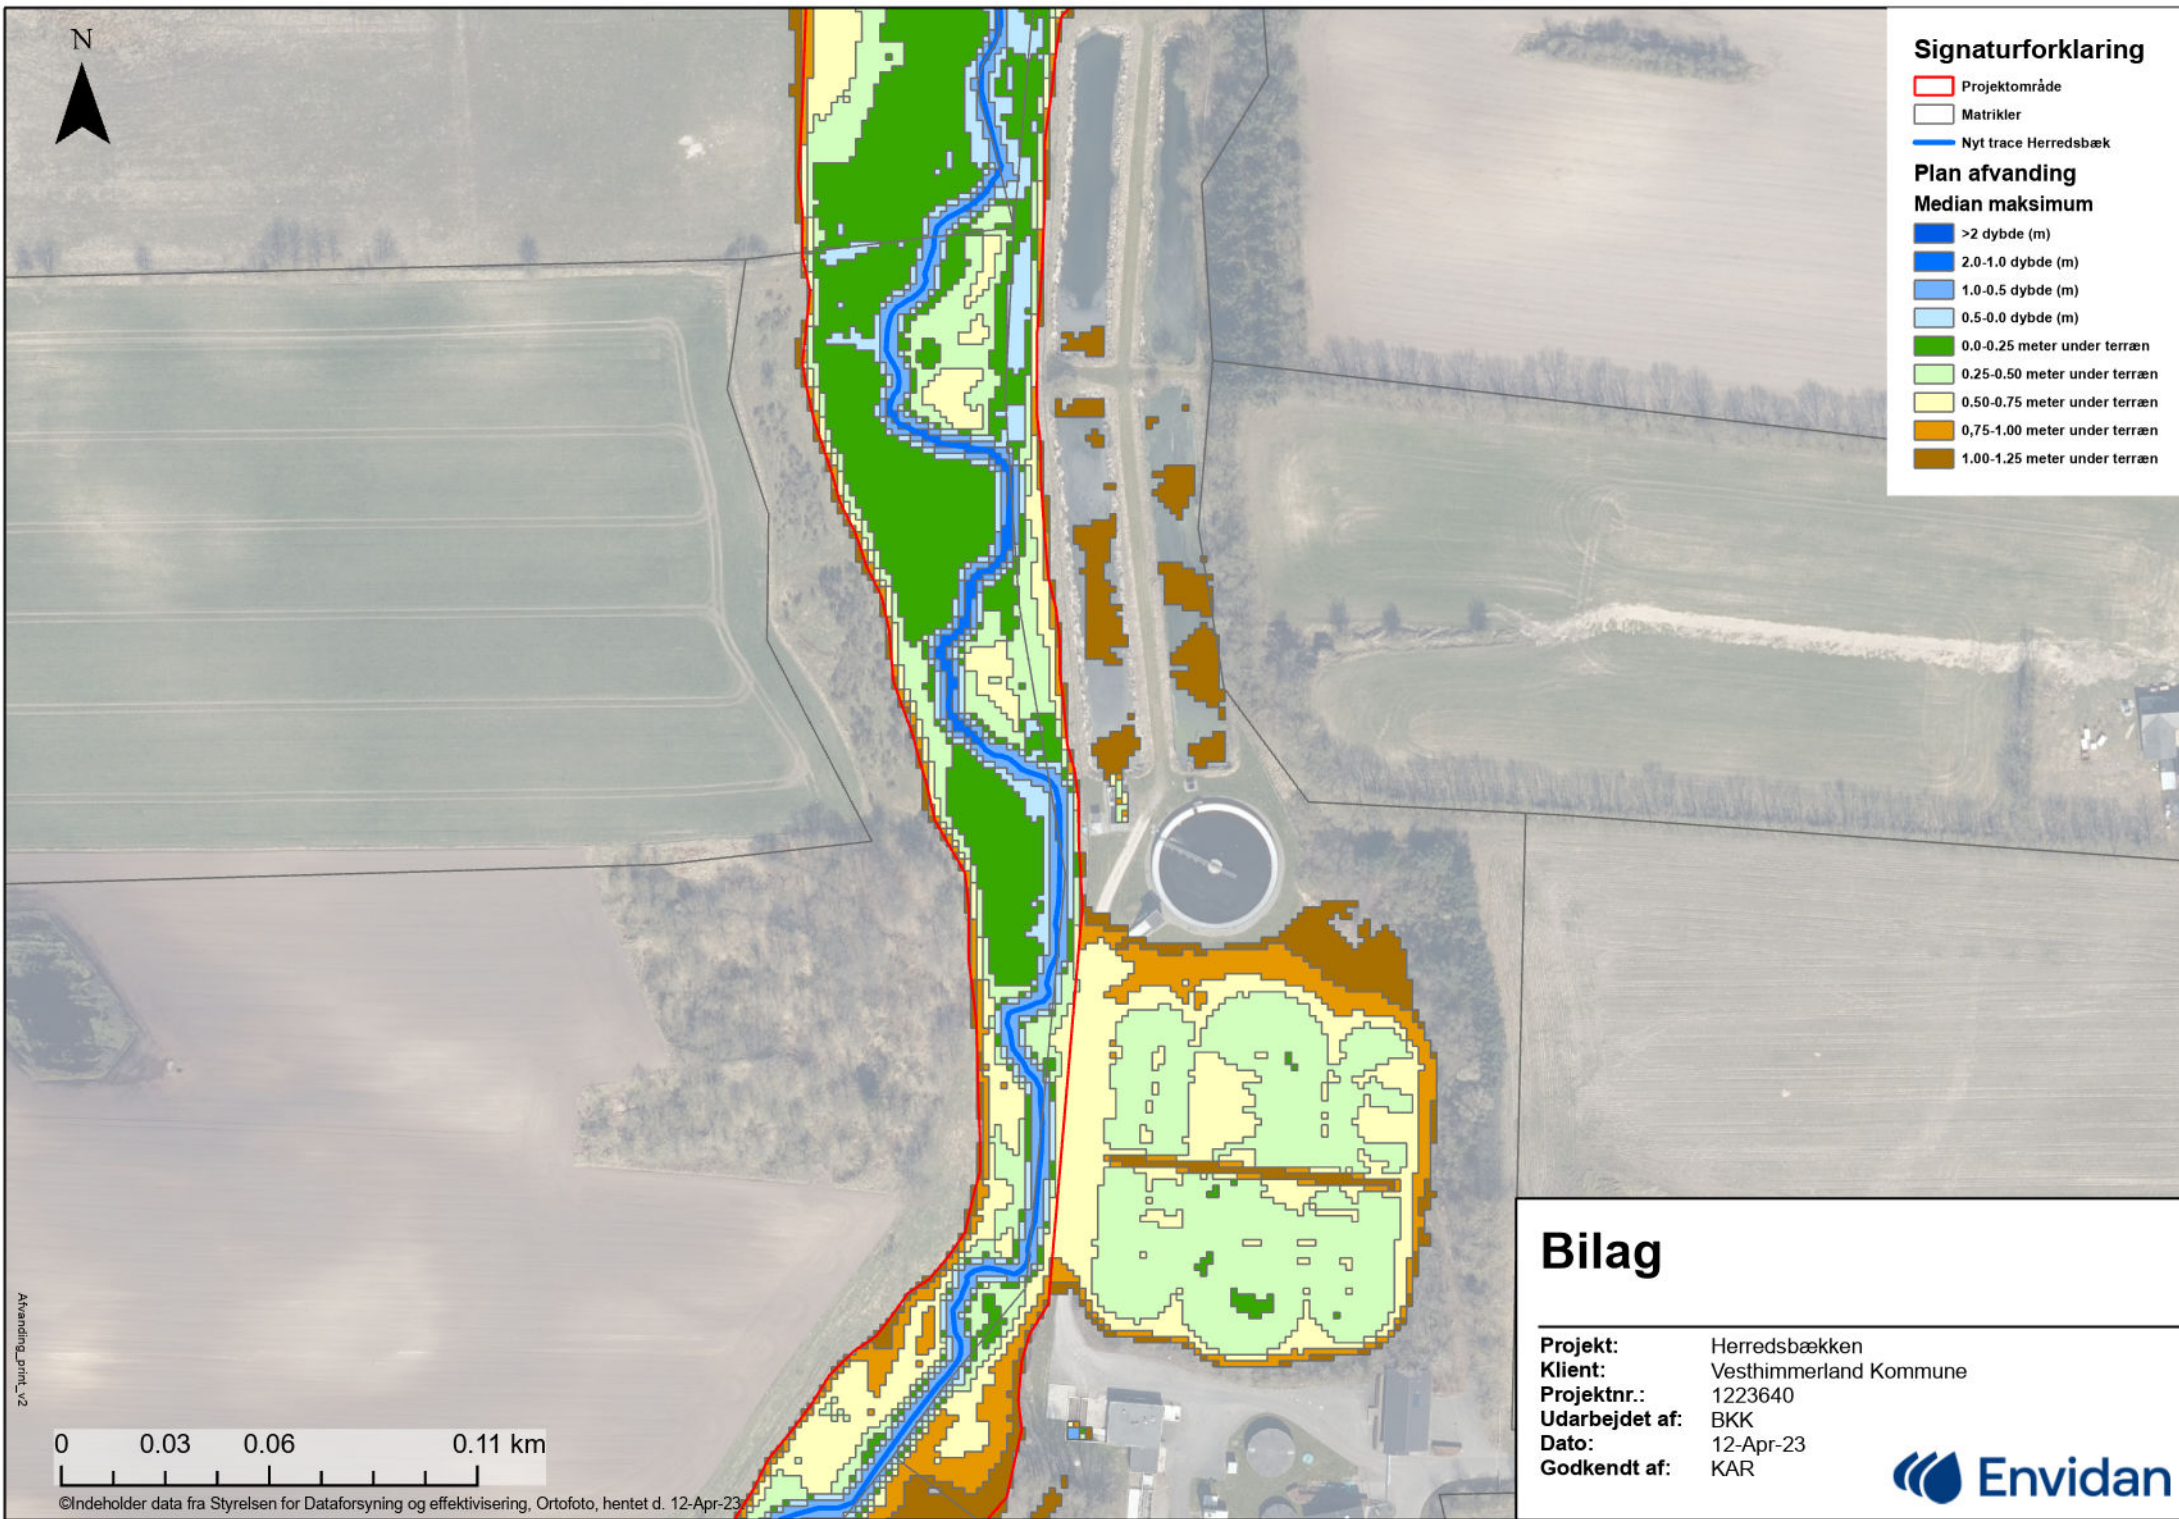 N
Signaturforklaring
Projektområde
Matrikler
Nyt trace Herredsbæk
Plan afvanding
Median maksimum
>2 dybde (m)
2.0-1.0 dybde (m)
1.0-0.5 dybde (m)
0.5-0.0 dybde (m)
0.0-0.25 meter under terræn
0.25-0.50 meter under terræn
0.50-0.75 meter under terræn
0,75-1.00 meter under terræn
1.00-1.25 meter under terræn
Afvanding_print_v2
0 0.03 0.06 0.11 km
©Indeholder data fra Styrelsen for Dataforsyning og effektivisering, Ortofoto, hentet d. 12-Apr-23
Bilag
Projekt: Herredsbækken
Klient: Vesthimmerland Kommune
Projektnr.: 1223640
Udarbejdet af: BKK
Dato: 12-Apr-23
Godkendt af: KAR
Envidan